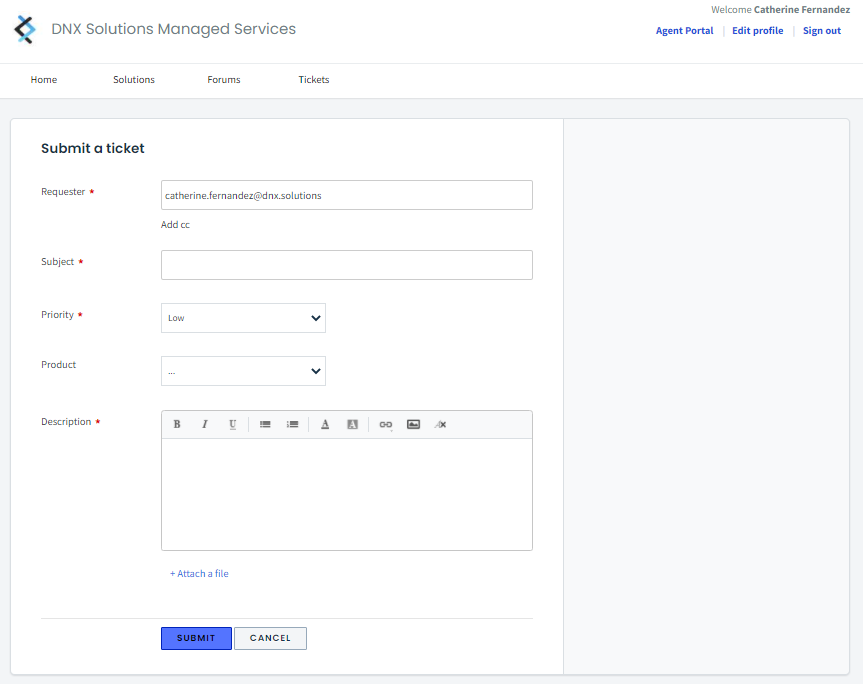 Welcome Catherine Fernandez
DNX Solutions Managed Services
Agent Portal | Edit profile | Sign out
Home Solutions Forums Tickets
Submit a ticket
Requester * catherine.fernandez@dnx.solutions
Add cc
Subject *
Priority * Low
Product ...
Description * B I U A A
+ Attach a file
SUBMIT CANCEL